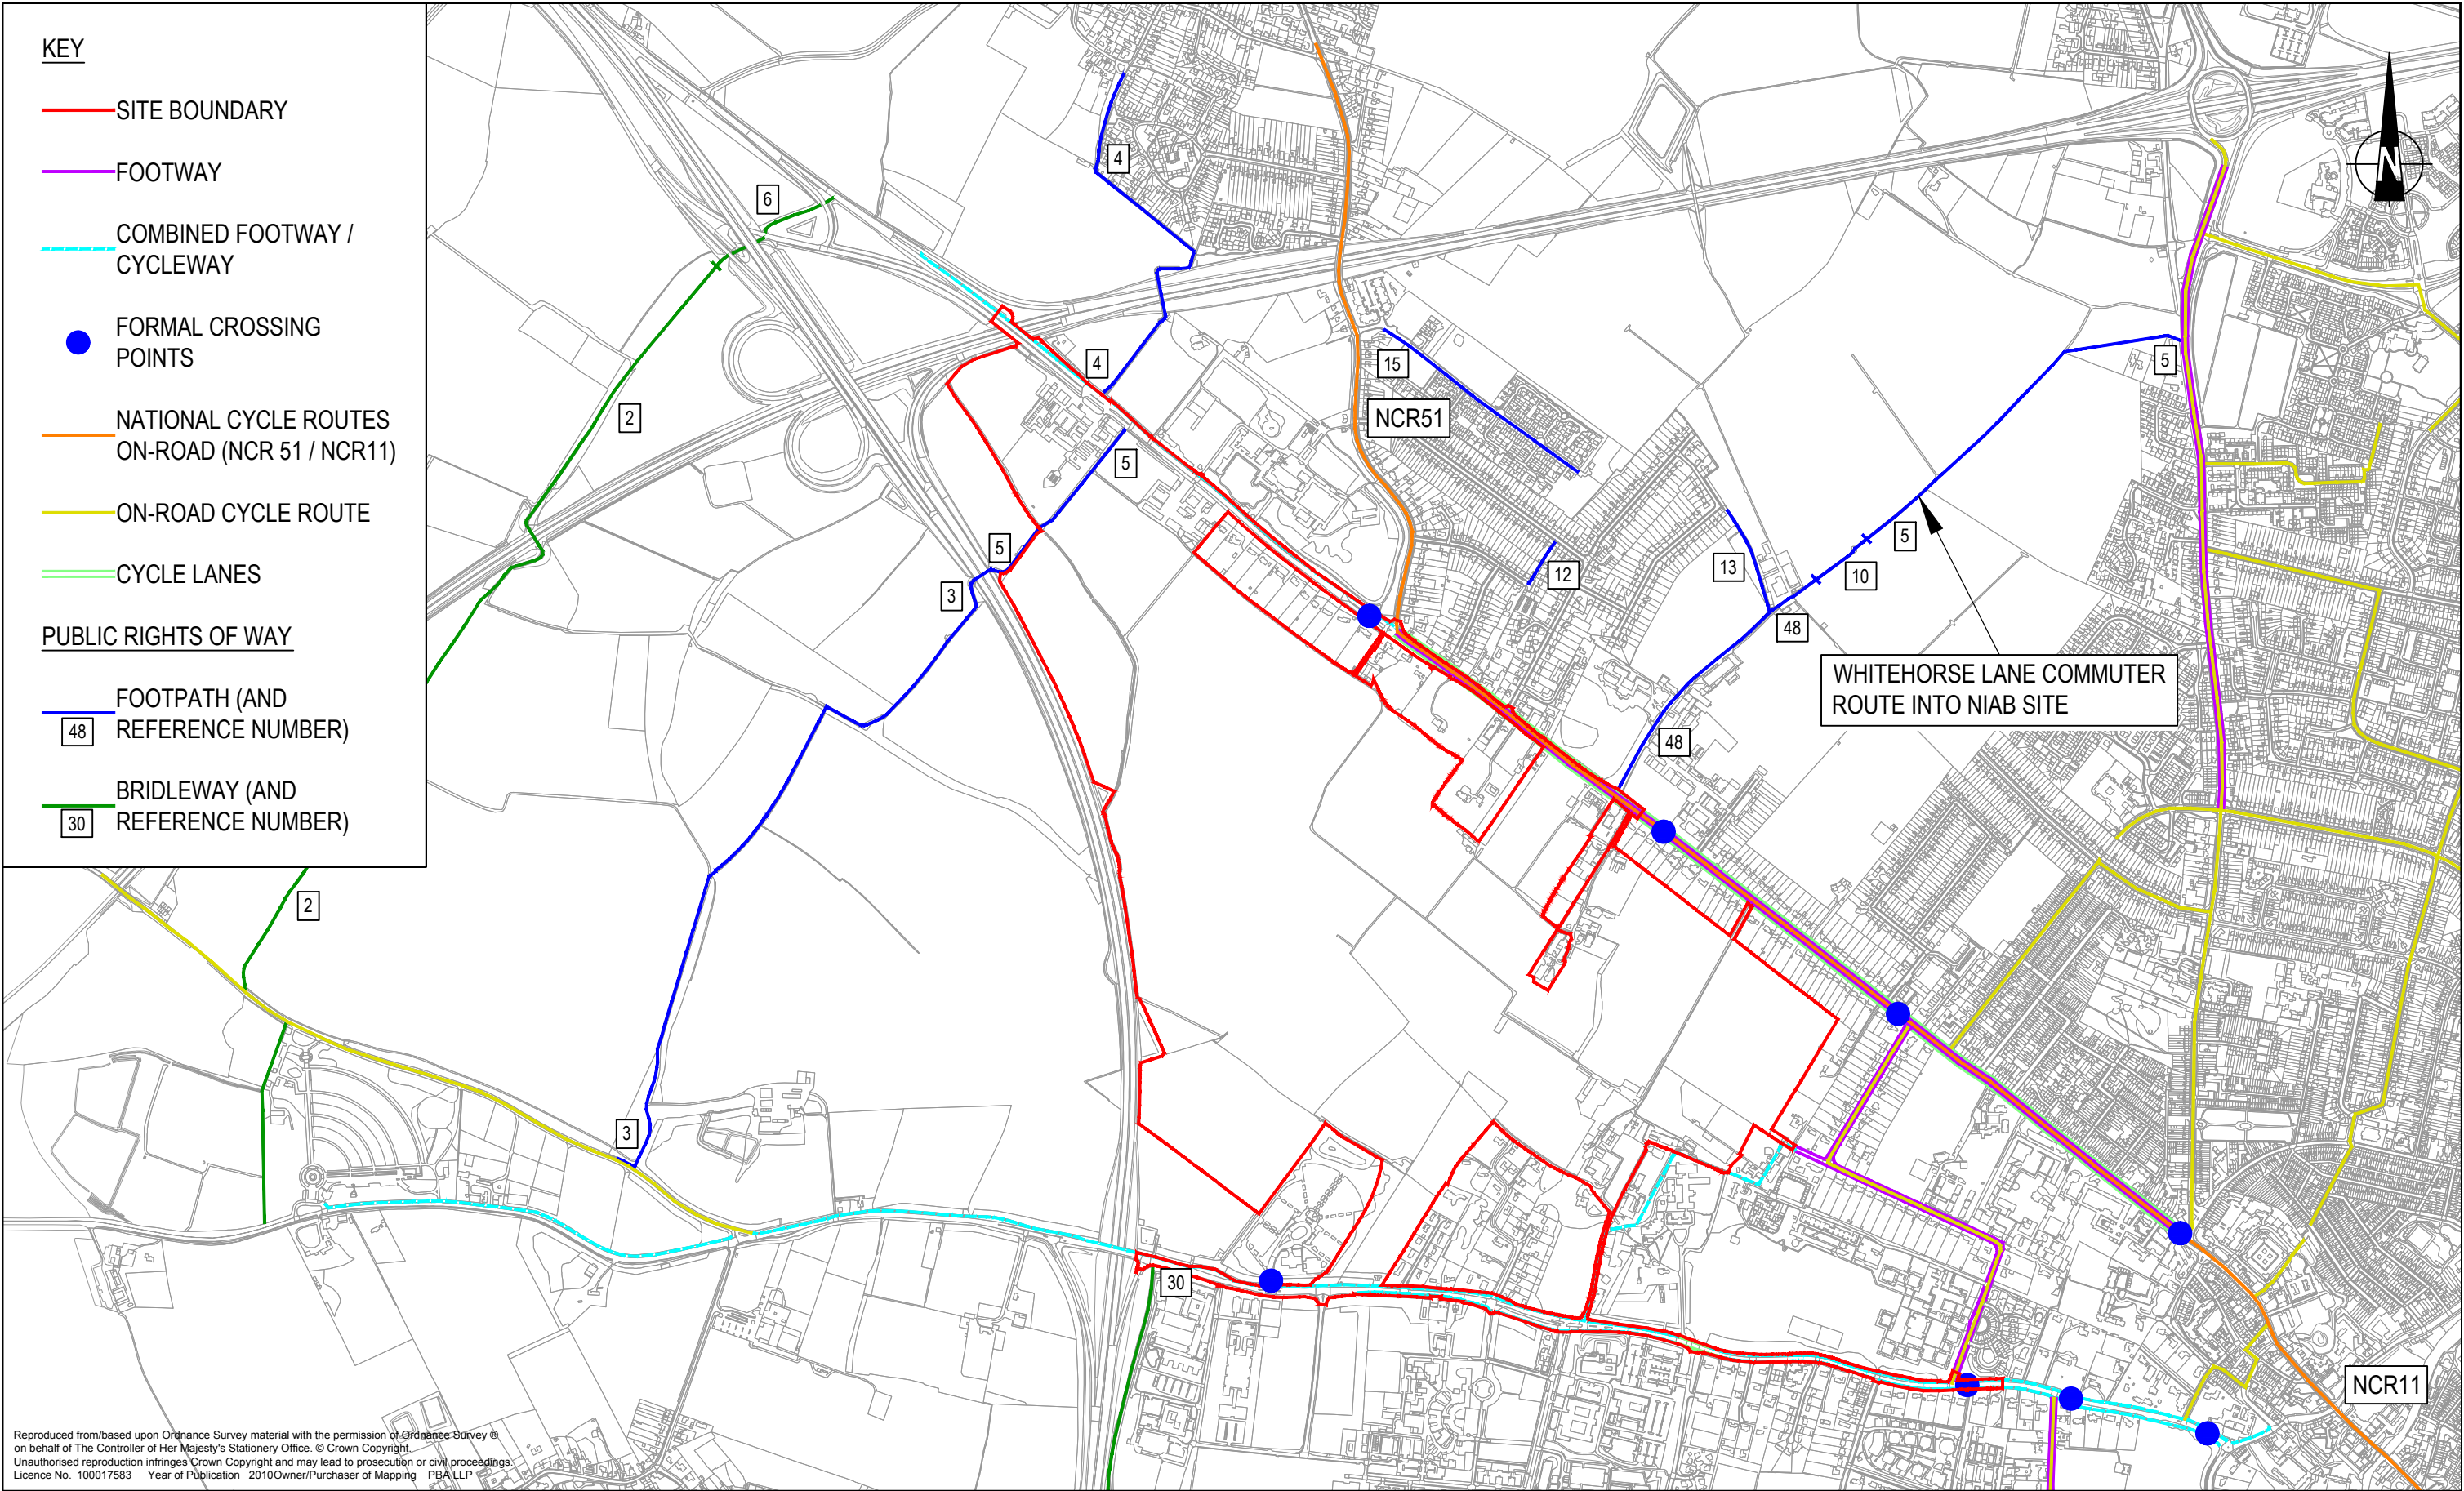 KEY
SITE BOUNDARY
FOOTWAY
COMBINED FOOTWAY /
CYCLEWAY
FORMAL CROSSING
POINTS
NATIONAL CYCLE ROUTES
ON-ROAD (NCR 51 / NCR11)
ON-ROAD CYCLE ROUTE
CYCLE LANES
PUBLIC RIGHTS OF WAY
FOOTPATH (AND
48 REFERENCE NUMBER)
BRIDLEWAY (AND
30 REFERENCE NUMBER)
N
4
6
4
15
5
2
NCR51
5
5
5
12
13
10
3
48
WHITEHORSE LANE COMMUTER
ROUTE INTO NIAB SITE
48
2
3
30
NCR11
Reproduced from/based upon Ordnance Survey material with the permission of Ordnance Survey ®
on behalf of The Controller of Her Majesty's Stationery Office. © Crown Copyright.
Unauthorised reproduction infringes Crown Copyright and may lead to prosecution or civil proceedings.
Licence No. 100017583 Year of Publication 2010Owner/Purchaser of Mapping PBA LLP